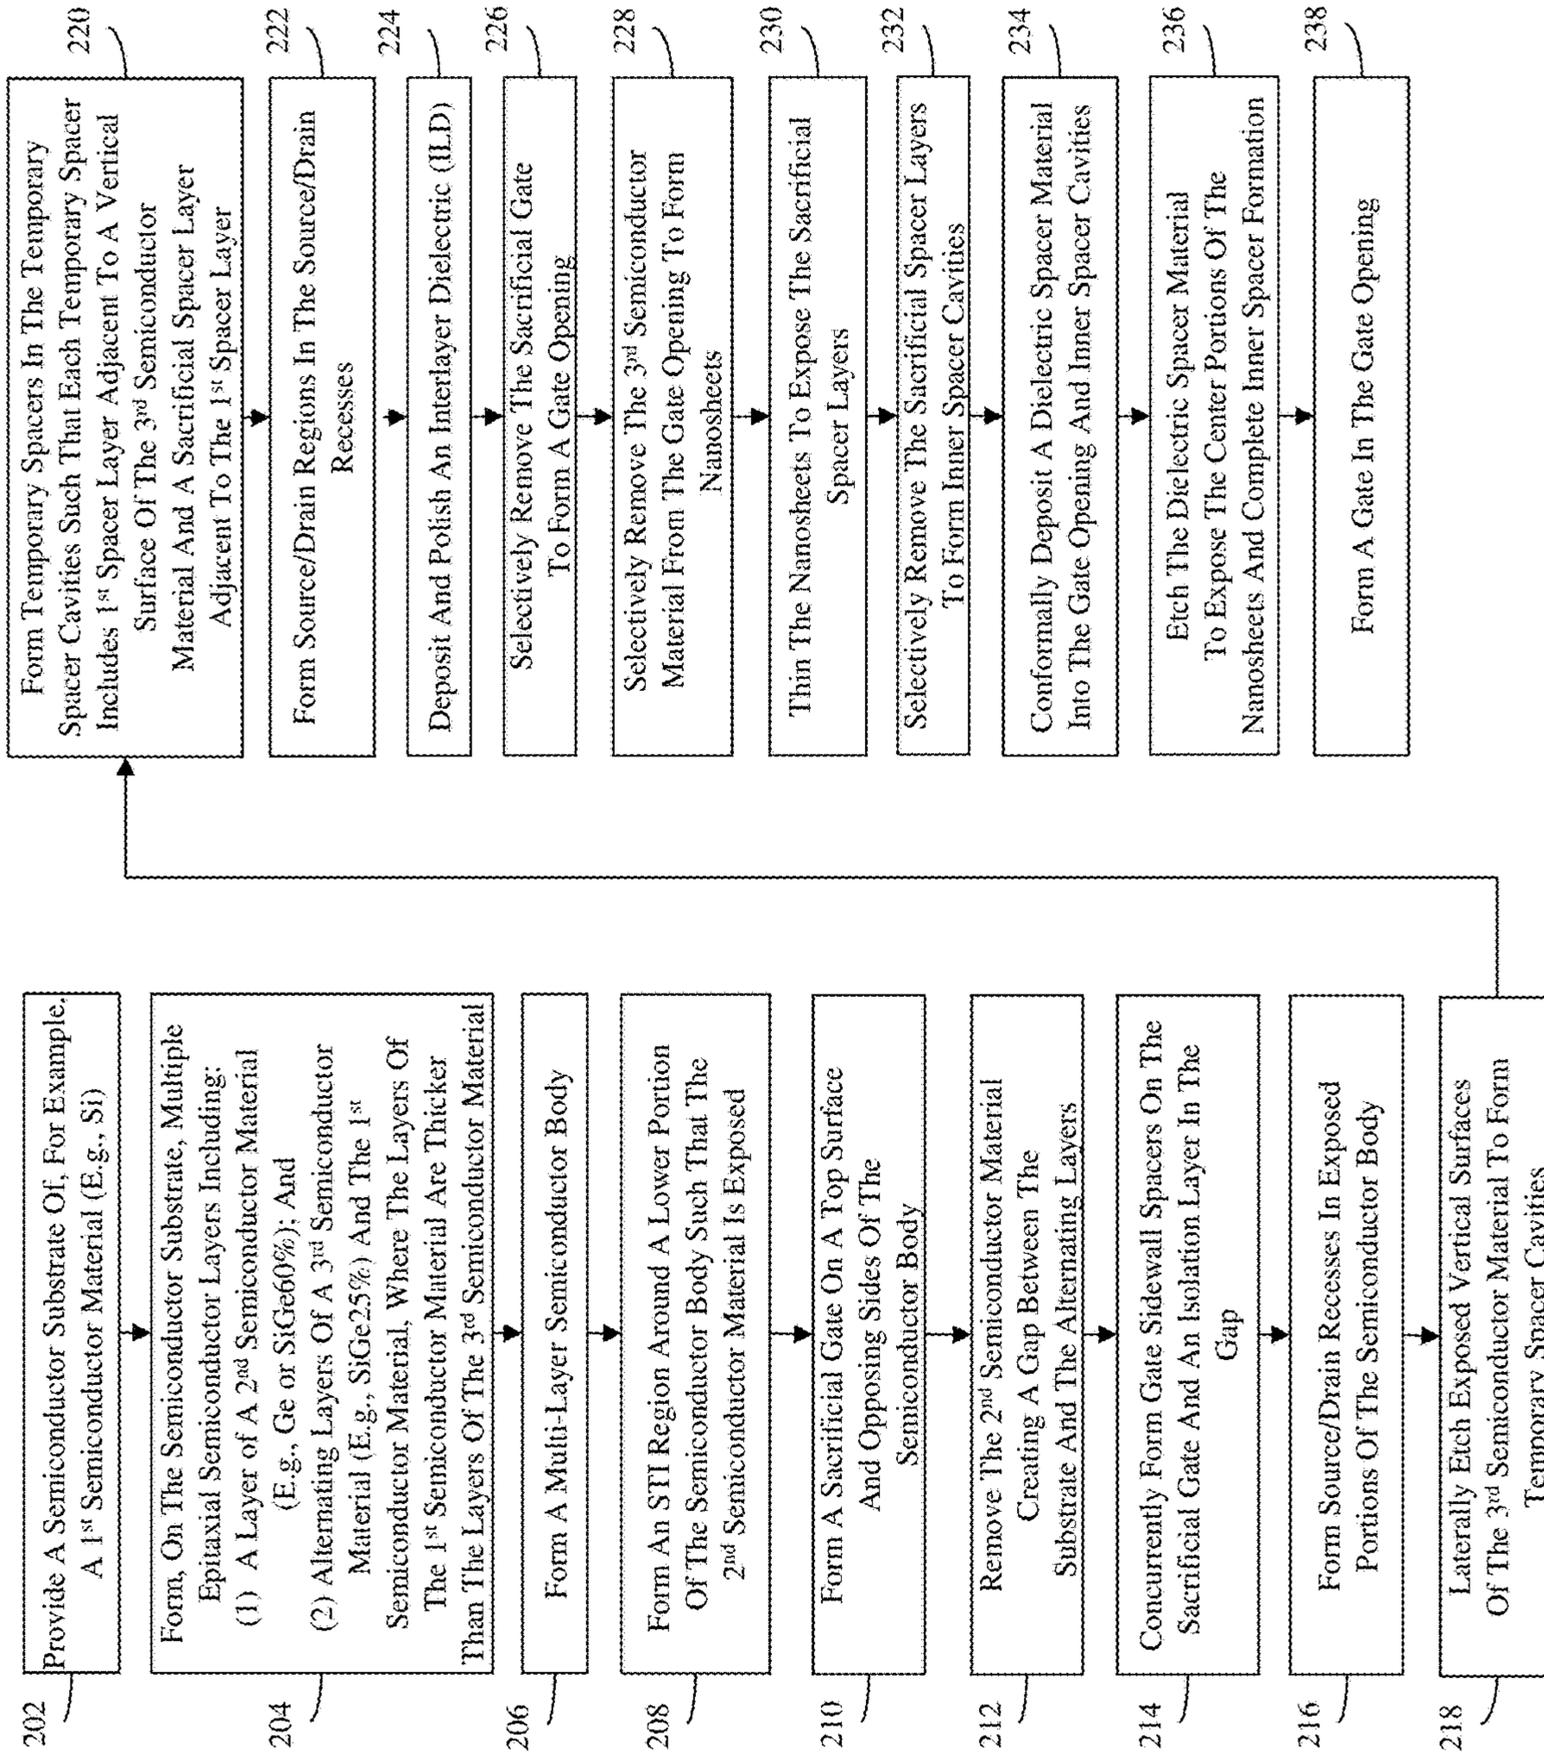 202
Provide A Semiconductor Substrate Of, For Example,
A 1st Semiconductor Material (E.g., Si)
204
Form, On The Semiconductor Substrate, Multiple
Epitaxial Semiconductor Layers Including:
(1) A Layer of A 2nd Semiconductor Material
(E.g., Ge or SiGe60%); And
(2) Alternating Layers Of A 3rd Semiconductor
Material (E.g., SiGe25%) And The 1st
Semiconductor Material, Where The Layers Of
The 1st Semiconductor Material Are Thicker
Than The Layers Of The 3rd Semiconductor Material
206
Form A Multi-Layer Semiconductor Body
208
Form An STI Region Around A Lower Portion
Of The Semiconductor Body Such That The
2nd Semiconductor Material Is Exposed
210
Form A Sacrificial Gate On A Top Surface
And Opposing Sides Of The
Semiconductor Body
212
Remove The 2nd Semiconductor Material
Creating A Gap Between The
Substrate And The Alternating Layers
214
Concurrently Form Gate Sidewall Spacers On The
Sacrificial Gate And An Isolation Layer In The
Gap
216
Form Source/Drain Recesses In Exposed
Portions Of The Semiconductor Body
218
Laterally Etch Exposed Vertical Surfaces
Of The 3rd Semiconductor Material To Form
Temporary Spacer Cavities
220
Form Temporary Spacers In The Temporary
Spacer Cavities Such That Each Temporary Spacer
Includes 1st Spacer Layer Adjacent To A Vertical
Surface Of The 3rd Semiconductor
Material And A Sacrificial Spacer Layer
Adjacent To The 1st Spacer Layer
222
Form Source/Drain Regions In The Source/Drain
Recesses
224
Deposit And Polish An Interlayer Dielectric (ILD)
226
Selectively Remove The Sacrificial Gate
To Form A Gate Opening
228
Selectively Remove The 3rd Semiconductor
Material From The Gate Opening To Form
Nanosheets
230
Thin The Nanosheets To Expose The Sacrificial
Spacer Layers
232
Selectively Remove The Sacrificial Spacer Layers
To Form Inner Spacer Cavities
234
Conformally Deposit A Dielectric Spacer Material
Into The Gate Opening And Inner Spacer Cavities
236
Etch The Dielectric Spacer Material
To Expose The Center Portions Of The
Nanosheets And Complete Inner Spacer Formation
238
Form A Gate In The Gate Opening